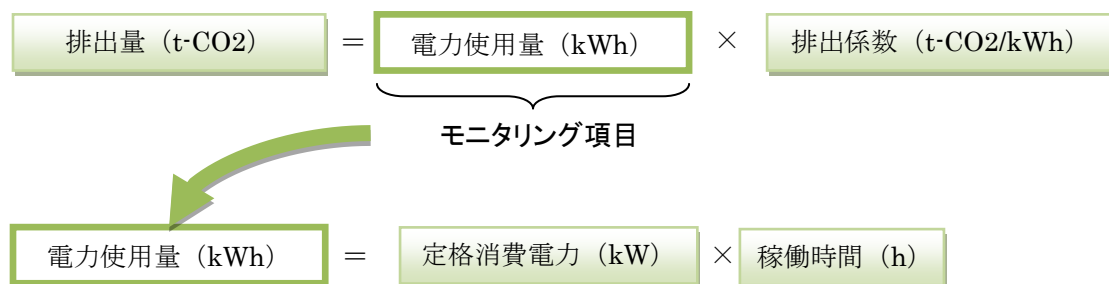 排出量（t-CO2） ＝ 電力使用量（kWh） × 排出係数（t-CO2/kWh）
モニタリング項目
電力使用量（kWh） ＝ 定格消費電力（kW） × 稼働時間（h）